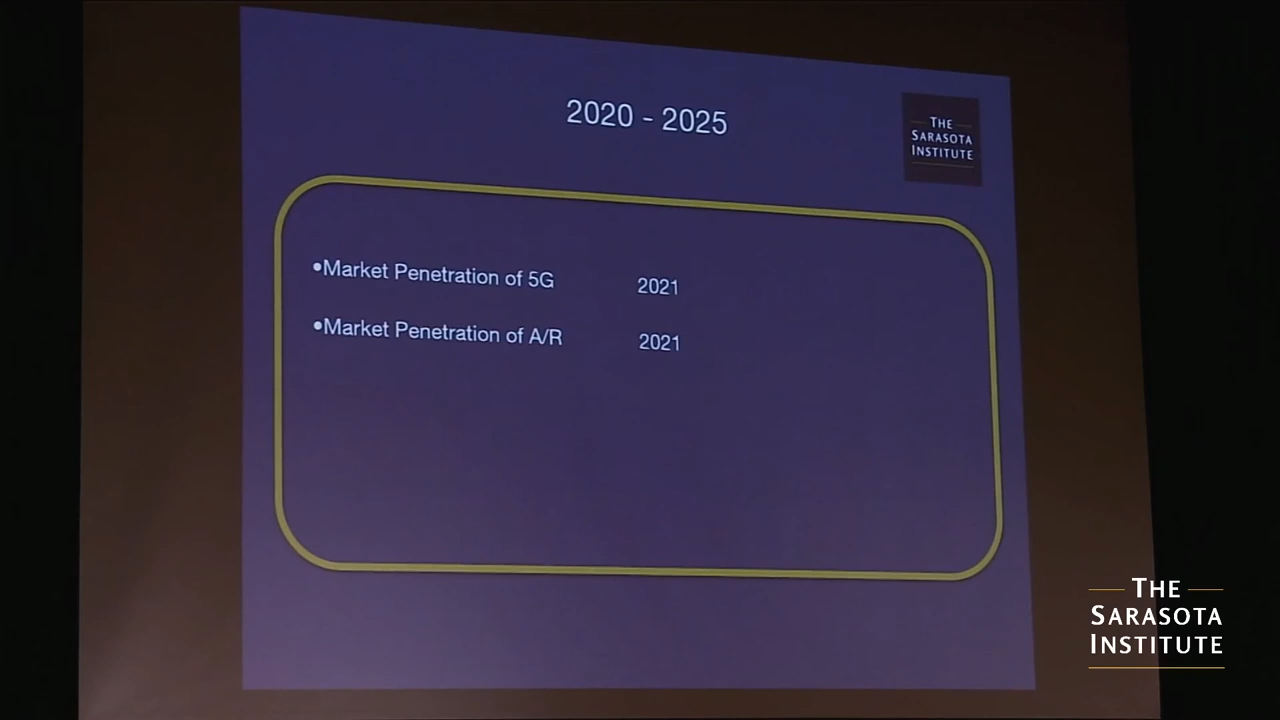 2020 - 2025
THE
SARASOTA
INSTITUTE
•Market Penetration of 5G 2021
•Market Penetration of A/R 2021
THE
SARASOTA
INSTITUTE